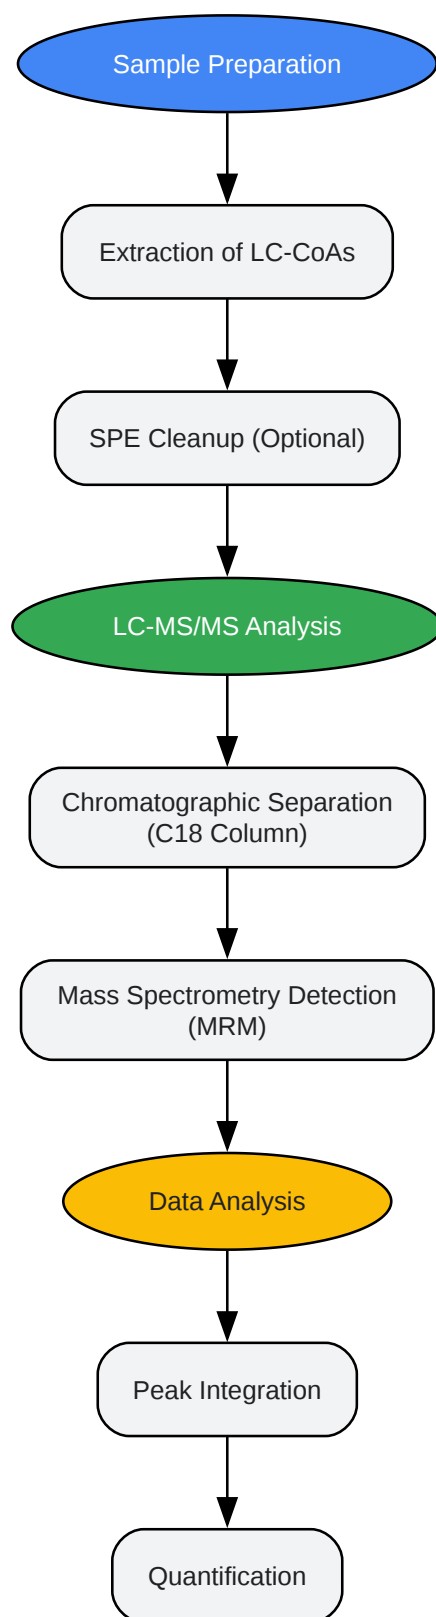 Sample Preparation
Extraction of LC-CoAs
SPE Cleanup (Optional)
LC-MS/MS Analysis
Chromatographic Separation
(C18 Column)
Mass Spectrometry Detection
(MRM)
Data Analysis
Peak Integration
Quantification